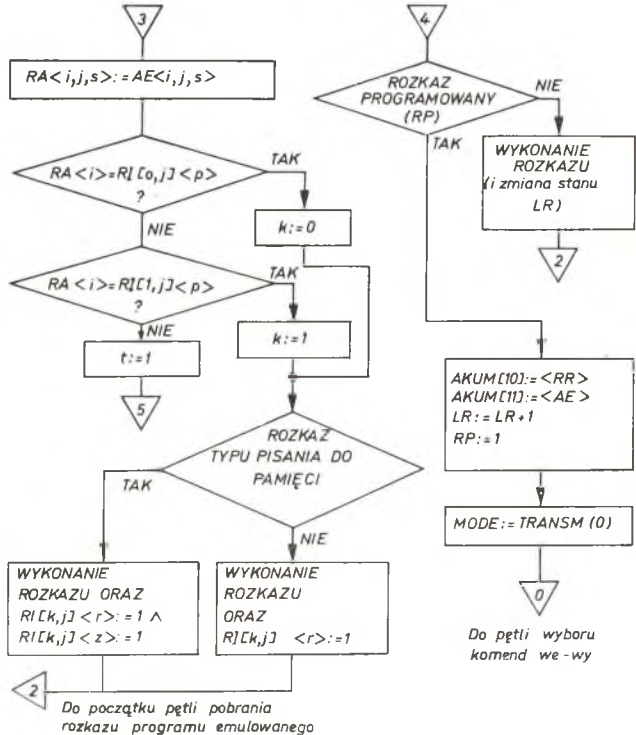 3
RA<i,j,s>:=AE<i,j,s>
RA<i>=RI[o,j]<p>
?
TAK
NIE
k:=0
RA<i>=RI[1,j]<p>
?
TAK
NIE
k:=1
t:=1
5
ROZKAZ
TYPU PISANIA DO
PAMIĘCI
TAK
NIE
WYKONANIE
ROZKAZU ORAZ
RI[k,j]<r>:=1 ∧
RI[k,j]<z>:=1
WYKONANIE
ROZKAZU
ORAZ
RI[k,j] <r>:=1
2
Do początku pętli pobrania
rozkazu programu emulowanego
4
ROZKAZ
PROGRAMOWANY
(RP)
NIE
TAK
WYKONANIE
ROZKAZU
(i zmiana stanu
LR)
2
AKUM[10]:=<RR>
AKUM[11]:=<AE>
LR:=LR+1
RP:=1
MODE:=TRANSM(0)
0
Do pętli wyboru
komend we-wy